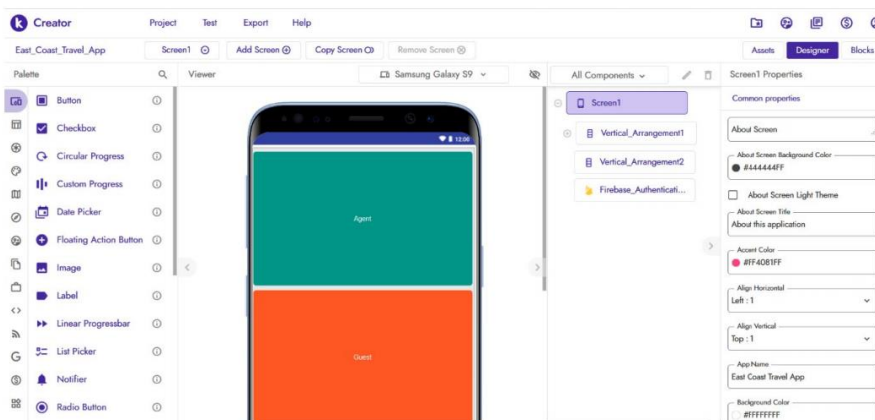 k Creator Project Test Export Help
East_Coast_Travel_App Screen1 Add Screen Copy Screen Remove Screen Assets Designer Blocks
Palette Viewer Samsung Galaxy S9 All Components Screen1 Properties
Button
Checkbox
Circular Progress
Custom Progress
Date Picker
Floating Action Button
Image
Label
Linear Progressbar
List Picker
Notifier
Radio Button
12:06
Agent
Guest
Screen1
Vertical_Arrangement1
Vertical_Arrangement2
Firebase_Authenticati...
Common properties
About Screen
About Screen Background Color
#444444FF
About Screen Light Theme
About Screen Title
About this application
Accent Color
#FF4081FF
Align Horizontal
Left : 1
Align Vertical
Top : 1
App Name
East Coast Travel App
Background Color
#FFFFFFFF